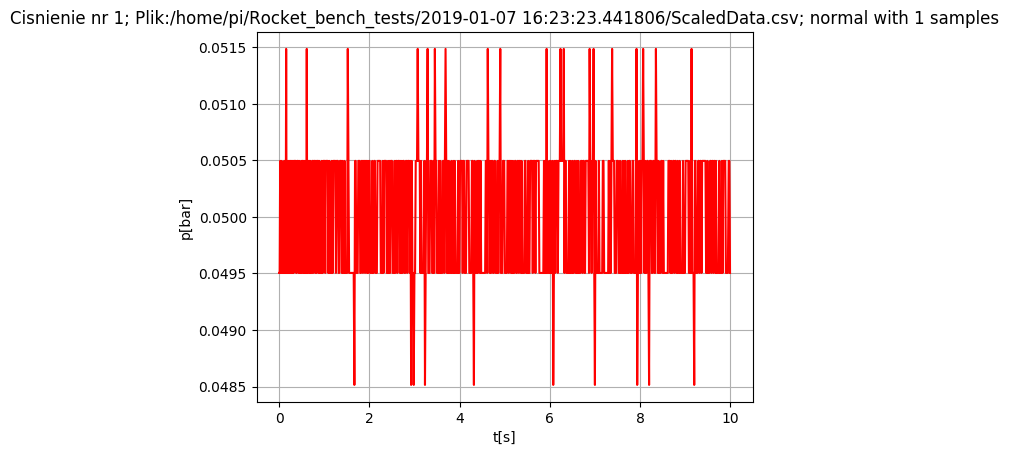 Cisnienie nr 1; Plik:/home/pi/Rocket_bench_tests/2019-01-07 16:23:23.441806/ScaledData.csv; normal with 1 samples
0.0515
0.0510
0.0505
0.0500
0.0495
0.0490
0.0485
p[bar]
0 2 4 6 8 10
t[s]